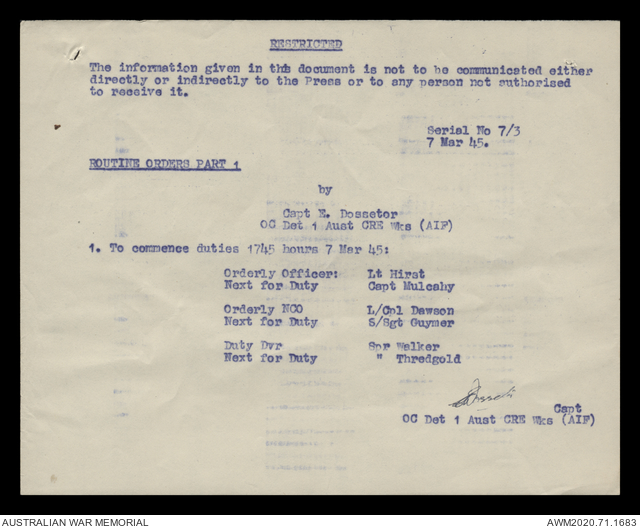 RESTRICTED
The information given in this document is not to be communicated either
directly or indirectly to the Press or to any person not authorised
to receive it.
Serial No 7/3
7 Mar 45.
ROUTINE ORDERS PART 1
by
Capt E. Dossetor
OC Det 1 Aust CRE Wks (AIF)
1. To commence duties 1745 hours 7 Mar 45:
Orderly Officer: Lt Hirst
Next for Duty Capt Mulcahy
Orderly NCO L/Cpl Dawson
Next for Duty S/Sgt Guymer
Duty Dvr Spr Walker
Next for Duty " Thredgold
Capt
OC Det 1 Aust CRE Wks (AIF)
AUSTRALIAN WAR MEMORIAL AWM2020.71.1683